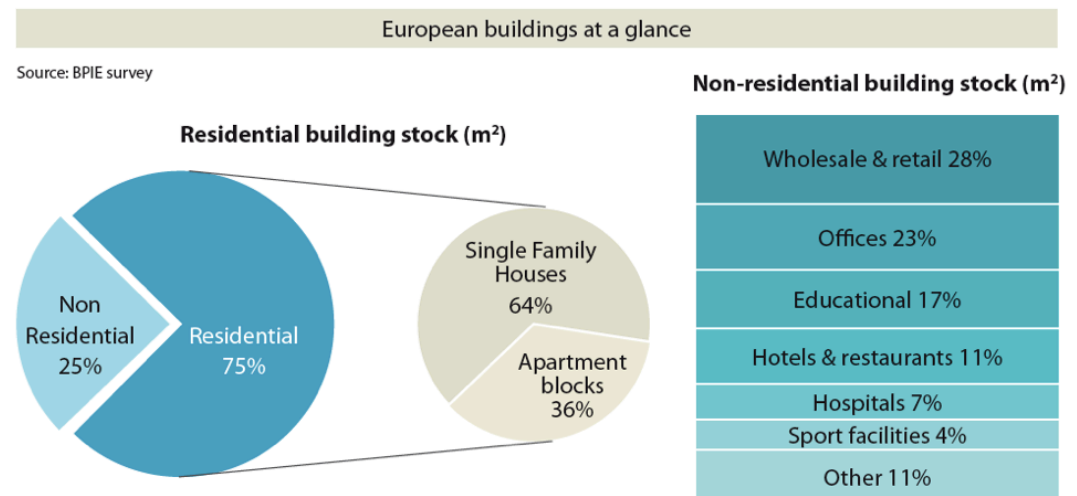 European buildings at a glance
Source: BPIE survey
Non-residential building stock (m²)
Residential building stock (m²)
Non
Residential
25%
Residential
75%
Single Family
Houses
64%
Apartment
blocks
36%
Wholesale & retail 28%
Offices 23%
Educational 17%
Hotels & restaurants 11%
Hospitals 7%
Sport facilities 4%
Other 11%